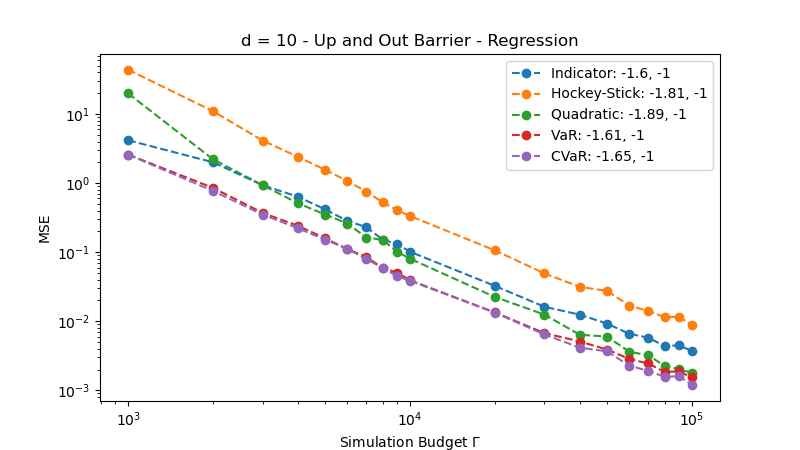 d = 10 - Up and Out Barrier - Regression
Indicator: -1.6, -1
Hockey-Stick: -1.81, -1
Quadratic: -1.89, -1
VaR: -1.61, -1
CVaR: -1.65, -1
MSE
10¹
10⁰
10⁻¹
10⁻²
10⁻³
10³
10⁴
10⁵
Simulation Budget Γ